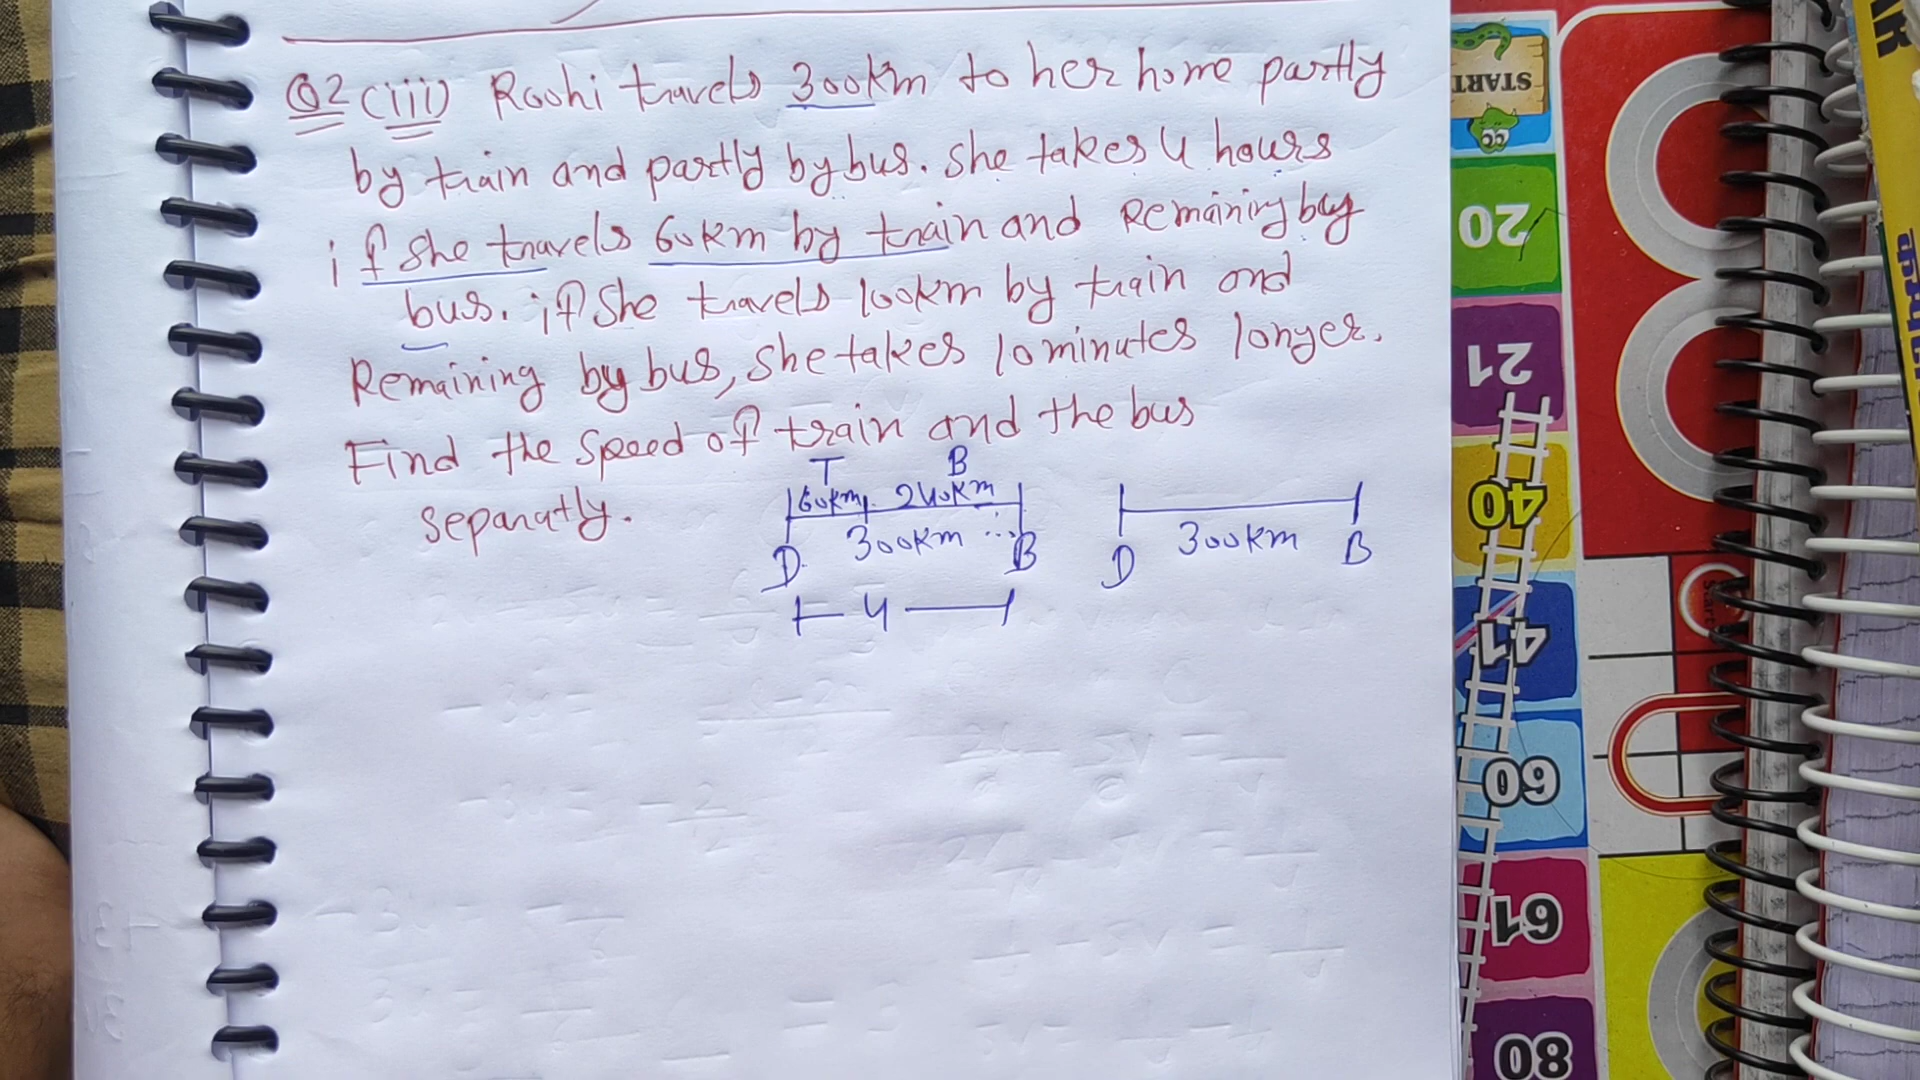 Q2 (iii) Roohi travels 300km to her home partly
by train and partly by bus. She takes 4 hours
if She travels 60km by train and Remaining by
bus. if She travels 100km by train and
Remaining by bus, She takes 10 minutes longer.
Find the Speed of train and the bus
Separatly.
T B
60km 240km
300km
D B
4
300km
D B
START
20
21
40
41
60
61
80